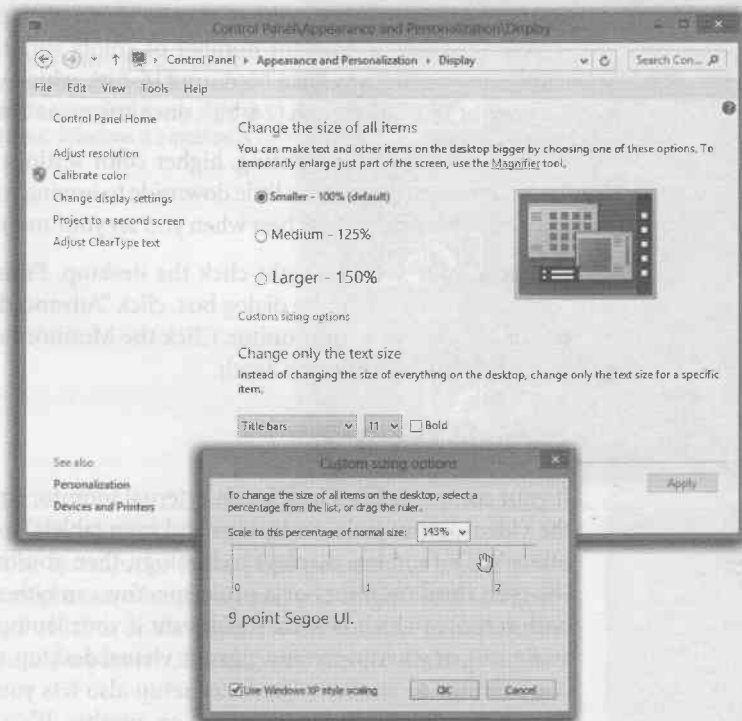 Control Panel\Appearance and Personalization\Display
Control Panel ▸ Appearance and Personalization ▸ Display
Search Con...
File Edit View Tools Help
Control Panel Home
Adjust resolution
Calibrate color
Change display settings
Project to a second screen
Adjust ClearType text
Change the size of all items
You can make text and other items on the desktop bigger by choosing one of these options. To
temporarily enlarge just part of the screen, use the Magnifier tool.
Smaller - 100% (default)
Medium - 125%
Larger - 150%
Custom sizing options
Change only the text size
Instead of changing the size of everything on the desktop, change only the text size for a specific
item.
Title bars 11 Bold
See also
Personalization
Devices and Printers
Apply
Custom sizing options
To change the size of all items on the desktop, select a
percentage from the list, or drag the ruler.
Scale to this percentage of normal size: 143%
0 1 2
9 point Segoe UI.
Use Windows XP style scaling
OK Cancel